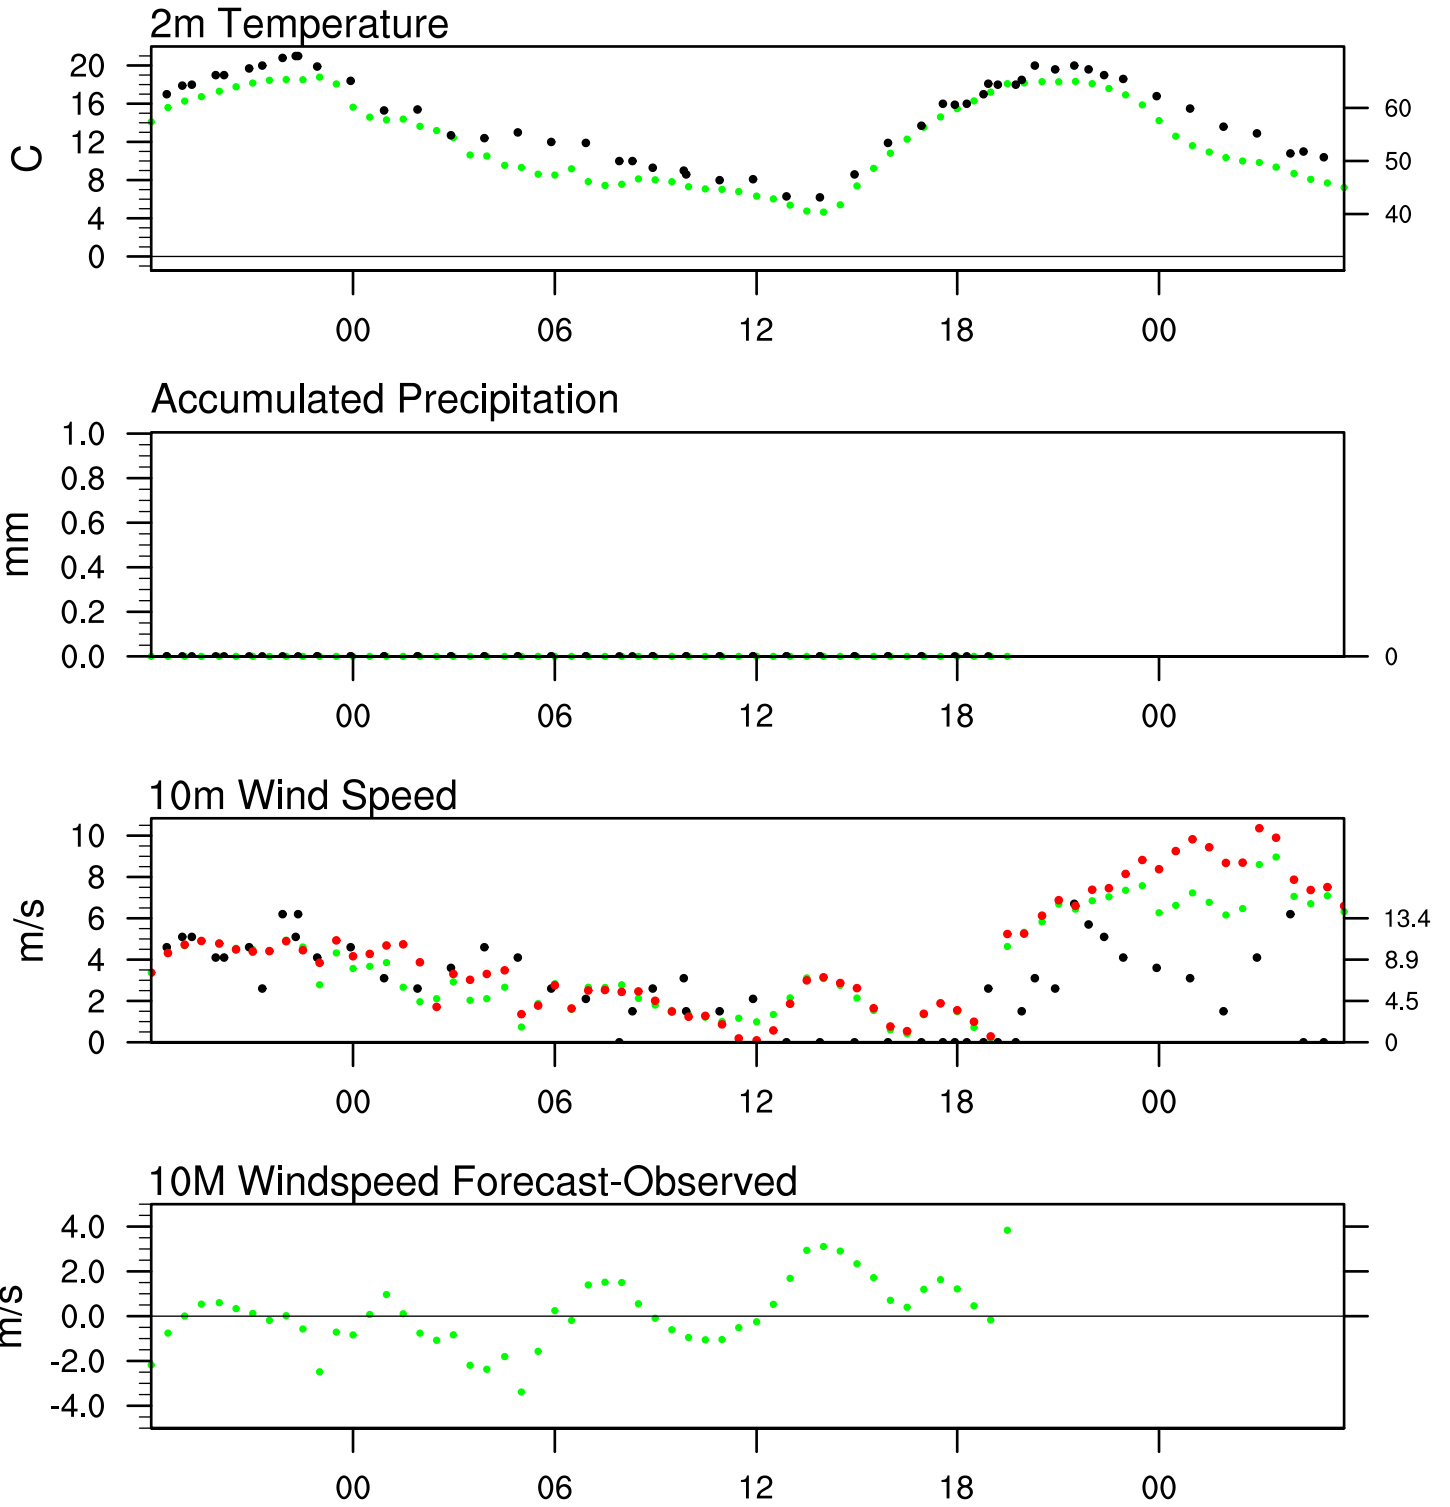 2m Temperature
20
16
12
8
4
0
C
60
50
40
00 06 12 18 00
Accumulated Precipitation
1.0
0.8
0.6
0.4
0.2
0.0
mm
0
00 06 12 18 00
10m Wind Speed
10
8
6
4
2
0
m/s
13.4
8.9
4.5
0
00 06 12 18 00
10M Windspeed Forecast-Observed
4.0
2.0
0.0
-2.0
-4.0
m/s
00 06 12 18 00